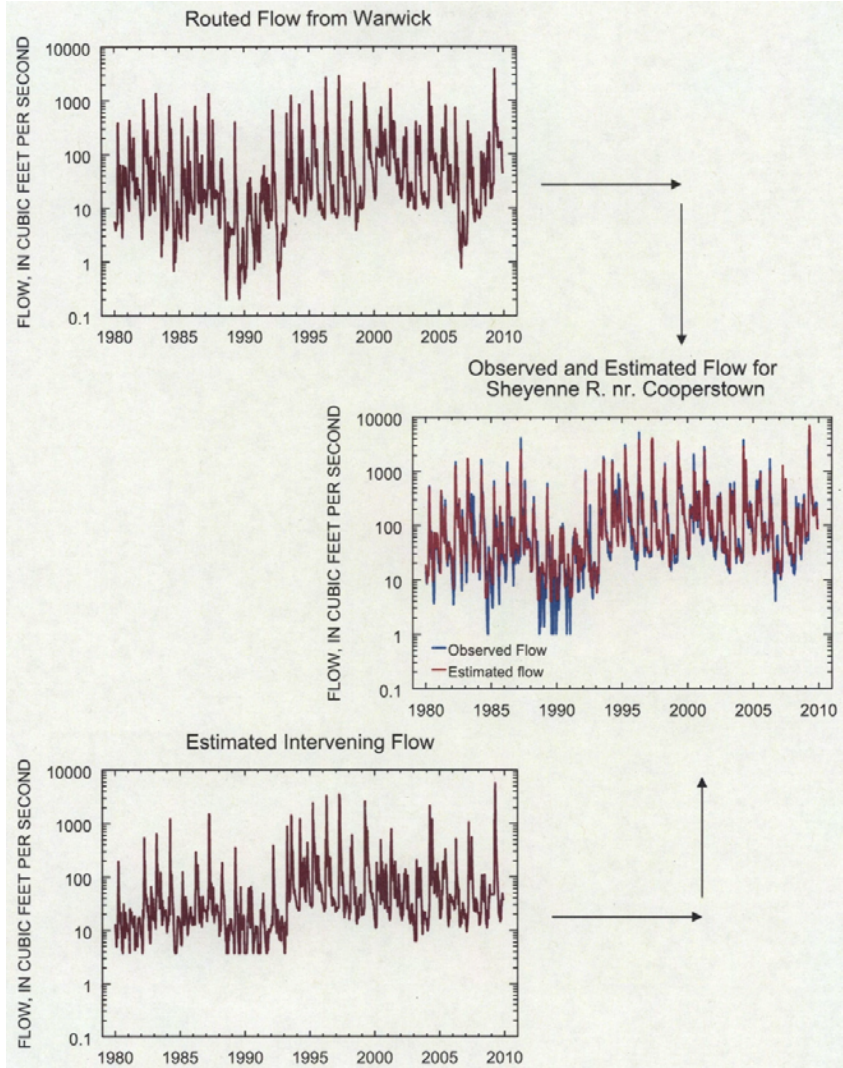 Routed Flow from Warwick
FLOW, IN CUBIC FEET PER SECOND
10000
1000
100
10
1
0.1
1980 1985 1990 1995 2000 2005 2010
Observed and Estimated Flow for
Sheyenne R. nr. Cooperstown
FLOW, IN CUBIC FEET PER SECOND
10000
1000
100
10
1
0.1
Observed Flow
Estimated flow
1980 1985 1990 1995 2000 2005 2010
Estimated Intervening Flow
FLOW, IN CUBIC FEET PER SECOND
10000
1000
100
10
1
0.1
1980 1985 1990 1995 2000 2005 2010